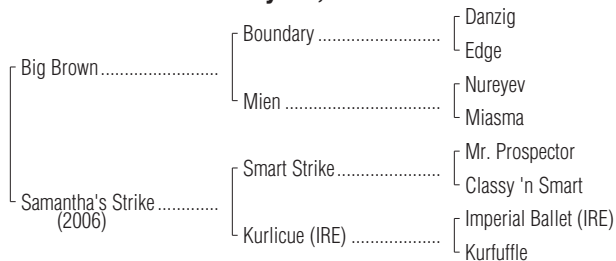 Danzig
Boundary ................................
Edge
Big Brown ...............................
Nureyev
Mien ........................................
Miasma
Mr. Prospector
Smart Strike ...........................
Classy 'n Smart
Samantha's Strike ................
(2006)
Imperial Ballet (IRE)
Kurlicue (IRE) .......................
Kurfuffle